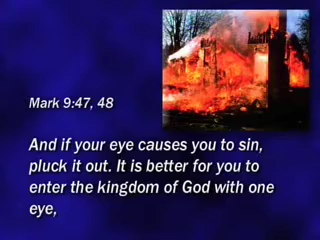 Mark 9:47, 48
And if your eye causes you to sin,
pluck it out. It is better for you to
enter the kingdom of God with one
eye,